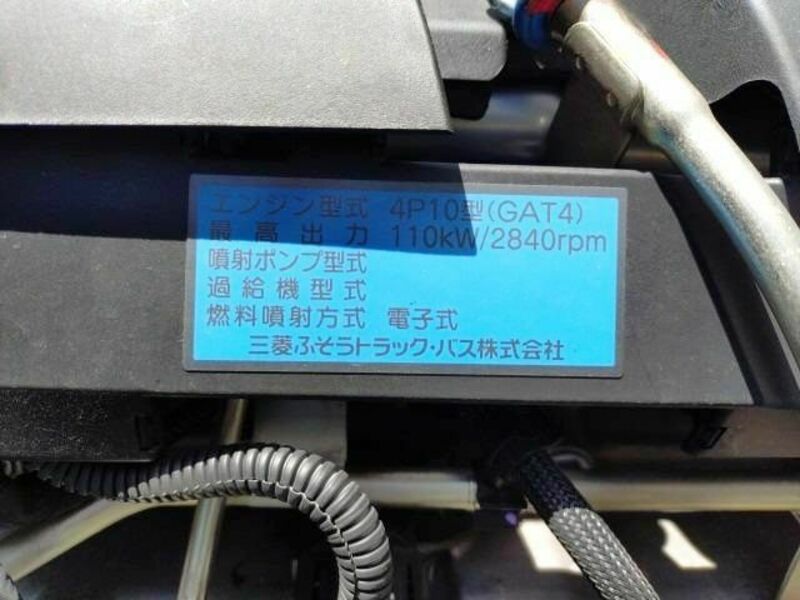 エンジン型式 4P10型(GAT4)
最高出力 110kW/2840rpm
噴射ポンプ型式
過給機型式
燃料噴射方式 電子式
三菱ふそうトラック・バス株式会社